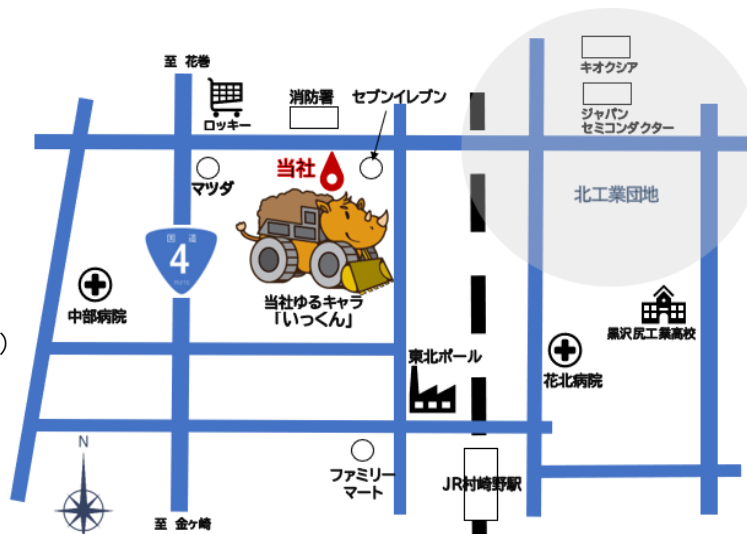 至 花巻
キオクシア
ロッキー
消防署
セブンイレブン
ジャパン
セミコンダクター
当社
マツダ
北工業団地
国道
4
ROUTE
中部病院
当社ゆるキャラ
「いっくん」
)
黒沢尻工業高校
東北ポール
花北病院
N
ファミリー
マート
JR村崎野駅
至 金ヶ崎